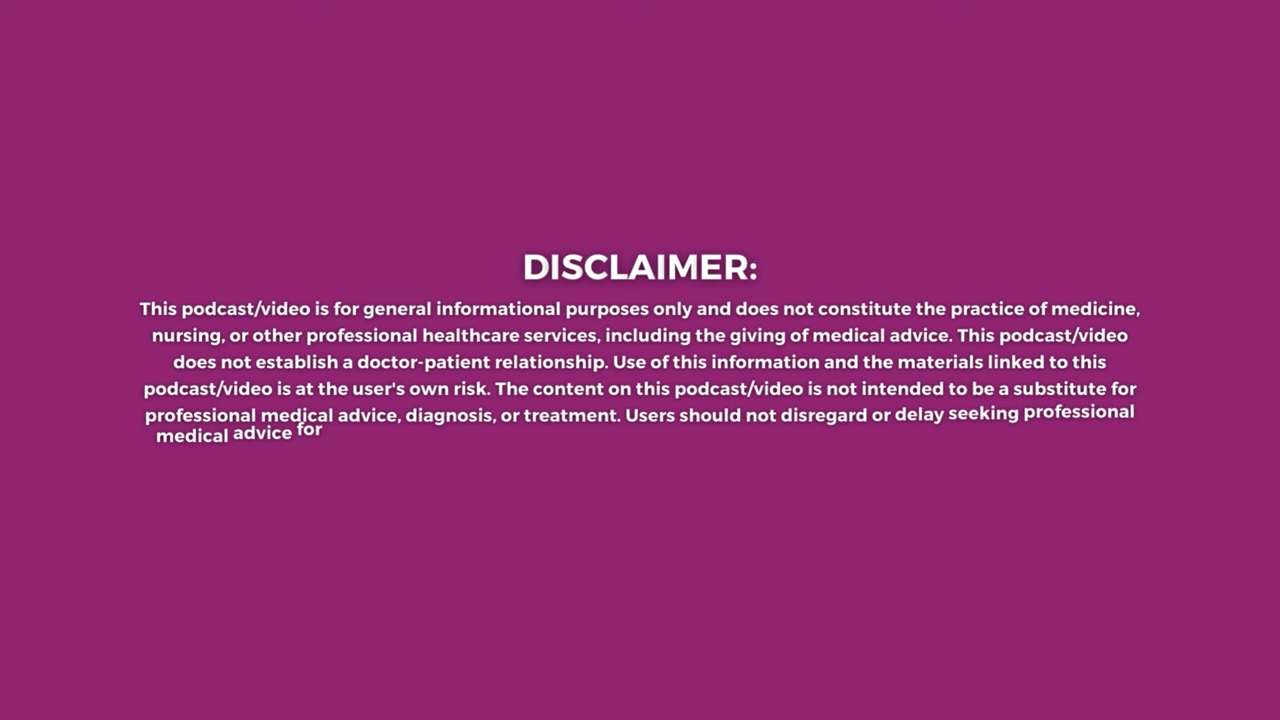 DISCLAIMER:
This podcast/video is for general informational purposes only and does not constitute the practice of medicine,
nursing, or other professional healthcare services, including the giving of medical advice. This podcast/video
does not establish a doctor-patient relationship. Use of this information and the materials linked to this
podcast/video is at the user's own risk. The content on this podcast/video is not intended to be a substitute for
professional medical advice, diagnosis, or treatment. Users should not disregard or delay seeking professional
medical advice for